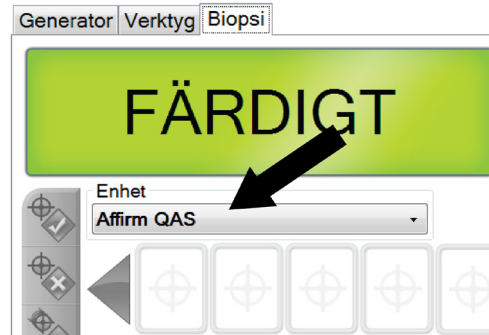 Generator Verktyg Biopsi
FÄRDIGT
Enhet
Affirm QAS